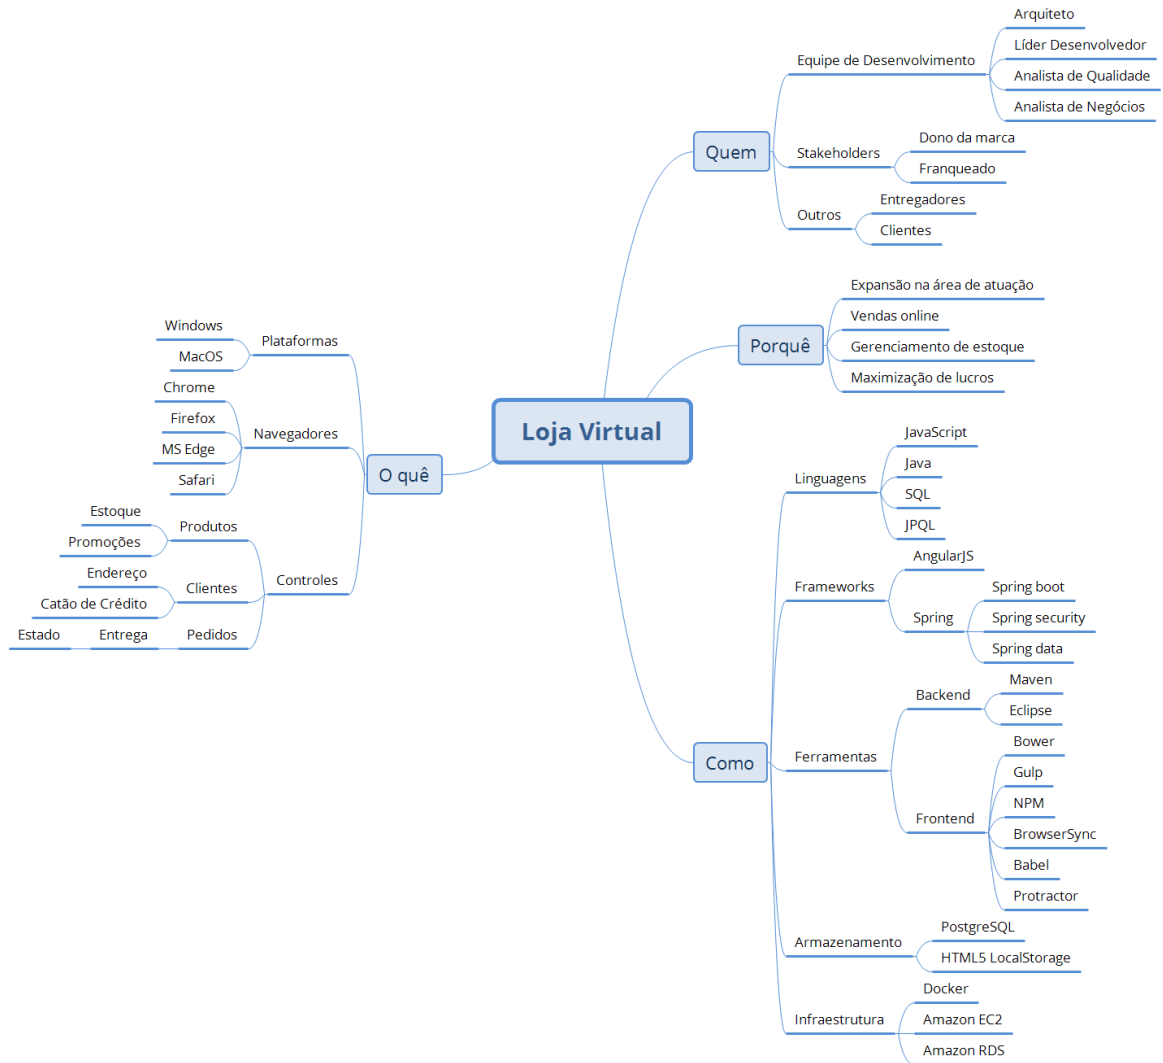 Loja Virtual
Quem
Equipe de Desenvolvimento
Arquiteto
Líder Desenvolvedor
Analista de Qualidade
Analista de Negócios
Stakeholders
Dono da marca
Franqueado
Outros
Entregadores
Clientes
Porquê
Expansão na área de atuação
Vendas online
Gerenciamento de estoque
Maximização de lucros
Como
Linguagens
JavaScript
Java
SQL
JPQL
Frameworks
AngularJS
Spring
Spring boot
Spring security
Spring data
Ferramentas
Backend
Maven
Eclipse
Frontend
Bower
Gulp
NPM
BrowserSync
Babel
Protractor
Armazenamento
PostgreSQL
HTML5 LocalStorage
Infraestrutura
Docker
Amazon EC2
Amazon RDS
O quê
Plataformas
Windows
MacOS
Navegadores
Chrome
Firefox
MS Edge
Safari
Controles
Produtos
Estoque
Promoções
Clientes
Endereço
Catão de Crédito
Pedidos
Entrega
Estado